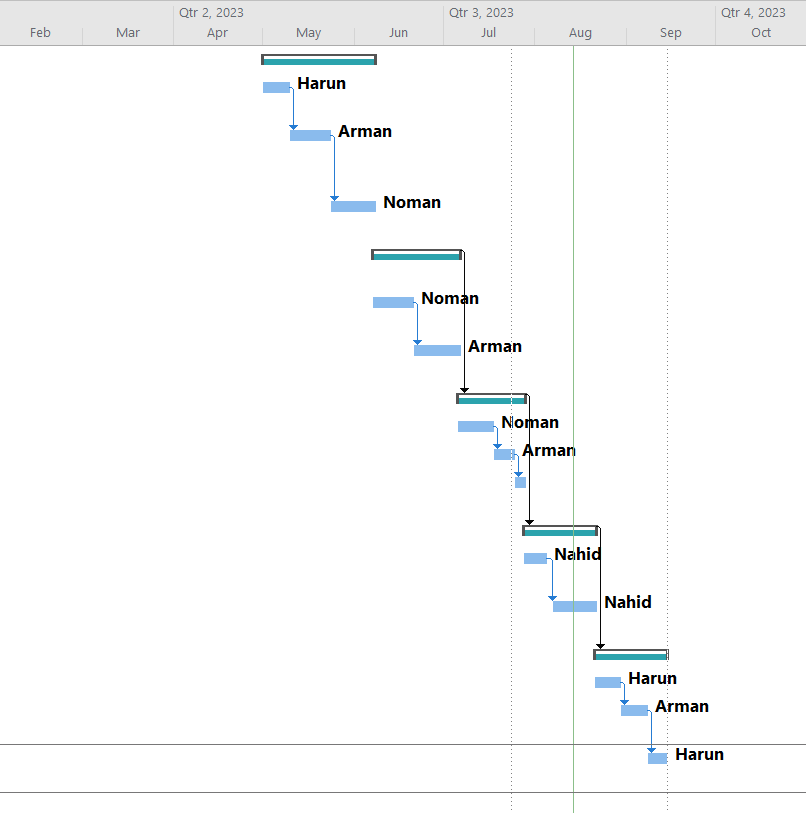 Qtr 2, 2023 Qtr 3, 2023 Qtr 4, 2023
Feb Mar Apr May Jun Jul Aug Sep Oct
Harun
Arman
Noman
Noman
Arman
Noman
Arman
Nahid
Nahid
Harun
Arman
Harun